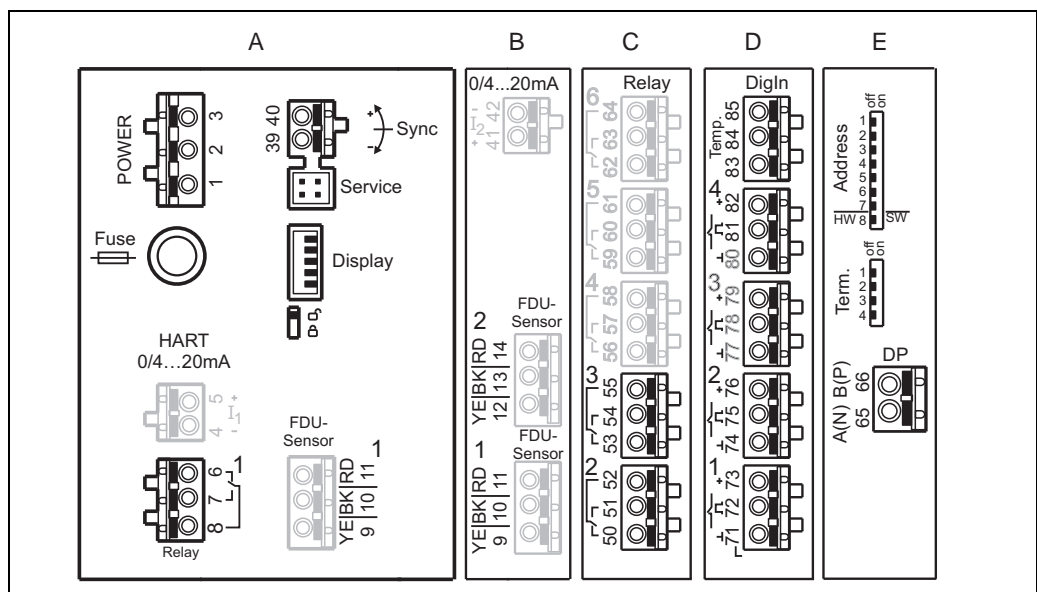 A
B
C
D
E
POWER
3
2
1
39 40
+
-
Sync
Service
Fuse
Display
HART
0/4...20mA
5 +
I1
4 -
6
7
8
1
Relay
FDU-
Sensor
1
YE|BK|RD
9 |10| 11
0/4...20mA
- 42
I2
+ 41
2
FDU-
Sensor
YE|BK|RD
12 |13| 14
1
FDU-
Sensor
YE|BK|RD
9 |10| 11
Relay
6
64
63
62
5
61
60
59
4
58
57
56
3
55
54
53
2
52
51
50
DigIn
Temp.
85
84
83
4
+ 82
81
80
3
+ 79
78
77
2
+ 76
75
74
1
+ 73
72
71
L
Address
off
on
1
2
3
4
5
6
7
HW 8 SW
Term.
off
on
1
2
3
4
DP
B(P) 66
A(N) 65